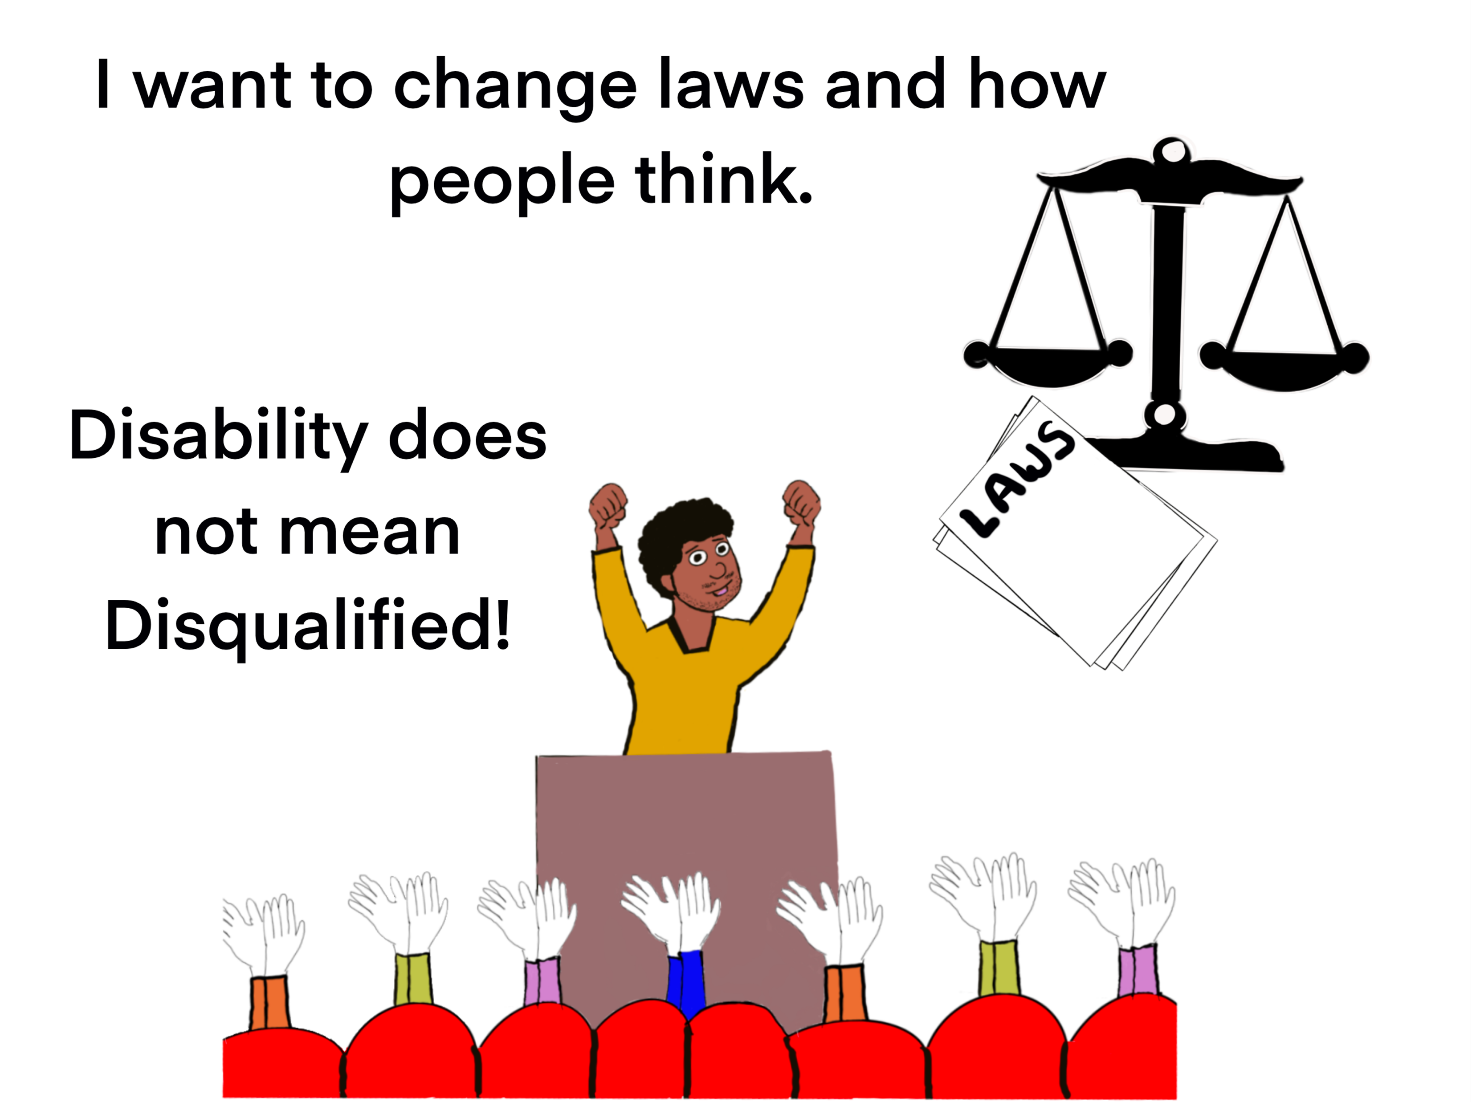 I want to change laws and how
people think.
Disability does
not mean
Disqualified!
LAWS